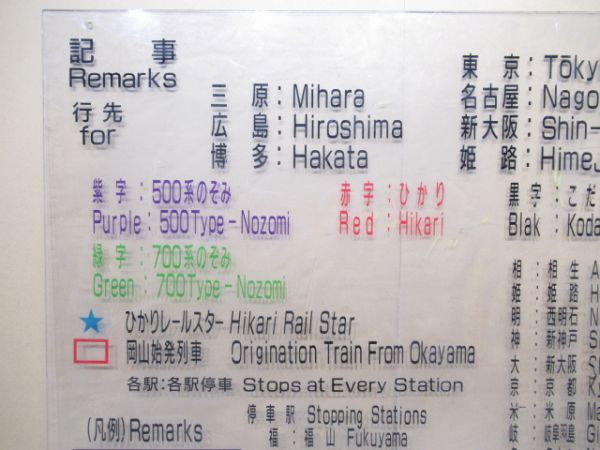 記事
Remarks
行先
for
三原：Mihara
広島：Hiroshima
博多：Hakata
東京：Tōky
名古屋：Nago
新大阪：Shin-
姫路：Hime
紫字：500系のぞみ
Purple：500Type-Nozomi
赤字：ひかり
Red：Hikari
黒字：こだ
Blak：Koda
緑字：700系のぞみ
Green：700Type-Nozomi
★ ひかりレールスター Hikari Rail Star
岡山始発列車 Origination Train From Okayama
各駅：各駅停車 Stops at Every Station
相：相生 A
姫：姫路 H
明：西明石 N
神：新神戸 S
大：新大阪 S
京：京都 K
米：米原 M
岐：岐阜羽島 G
(凡例) Remarks
停車駅 Stopping Stations
福：福山 Fukuyama